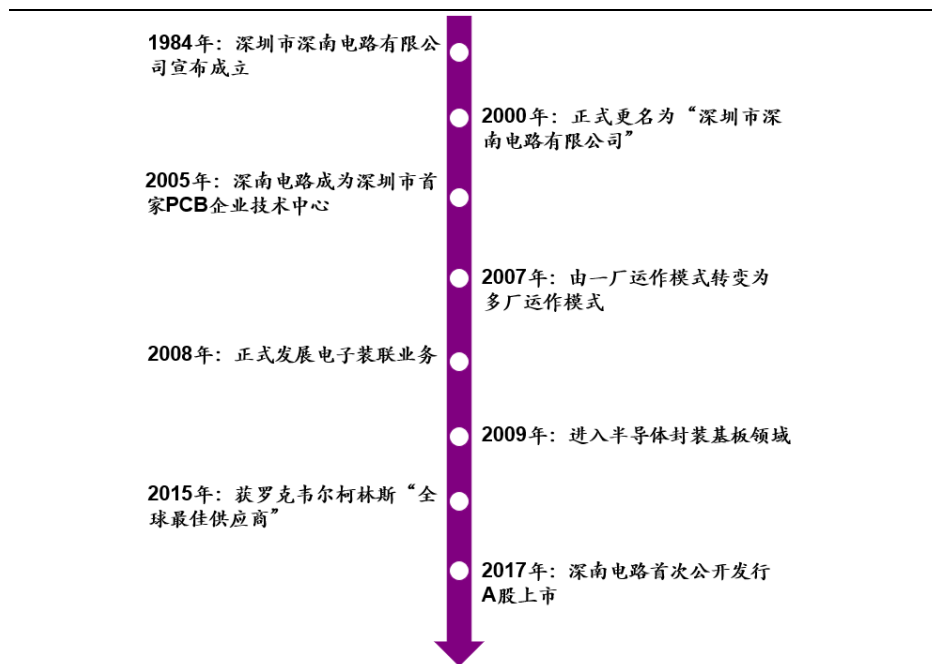 1984年：深圳市深南电路有限公
司宣布成立
2000年：正式更名为“深圳市深
南电路有限公司”
2005年：深南电路成为深圳市首
家PCB企业技术中心
2007年：由一厂运作模式转变为
多厂运作模式
2008年：正式发展电子装联业务
2009年：进入半导体封装基板领域
2015年：获罗克韦尔柯林斯“全
球最佳供应商”
2017年：深南电路首次公开发行
A股上市